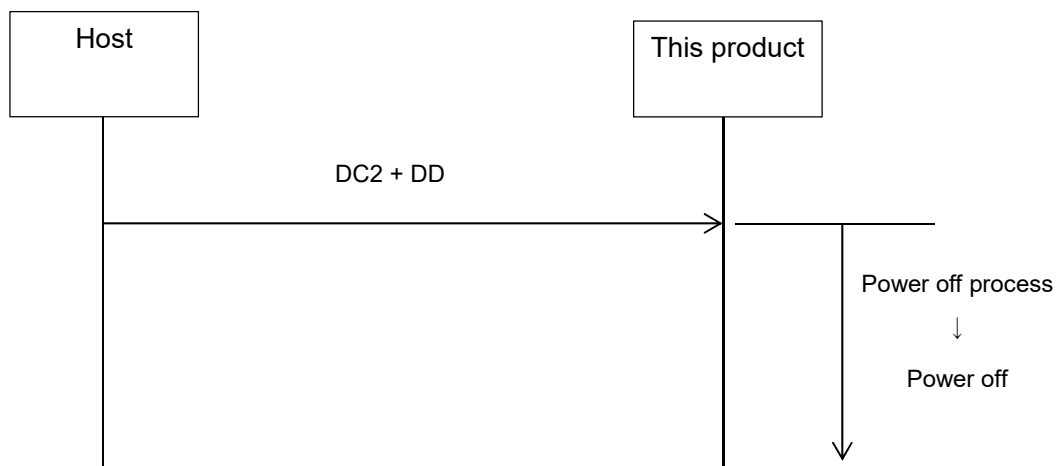 Host
This product
DC2 + DD
Power off process
↓
Power off